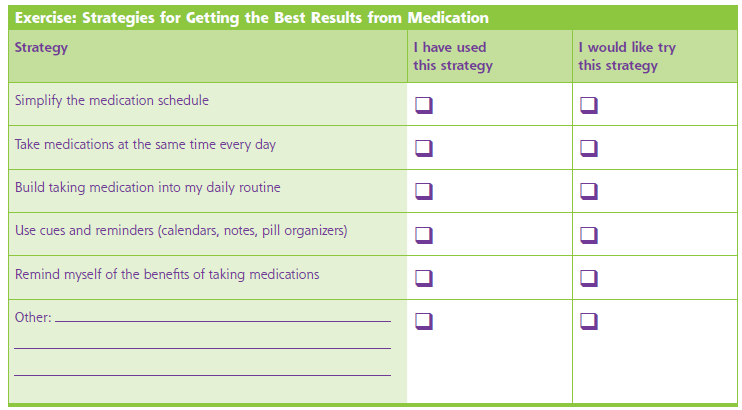 Exercise: Strategies for Getting the Best Results from Medication
Strategy
I have used
this strategy
I would like try
this strategy
Simplify the medication schedule
Take medications at the same time every day
Build taking medication into my daily routine
Use cues and reminders (calendars, notes, pill organizers)
Remind myself of the benefits of taking medications
Other: